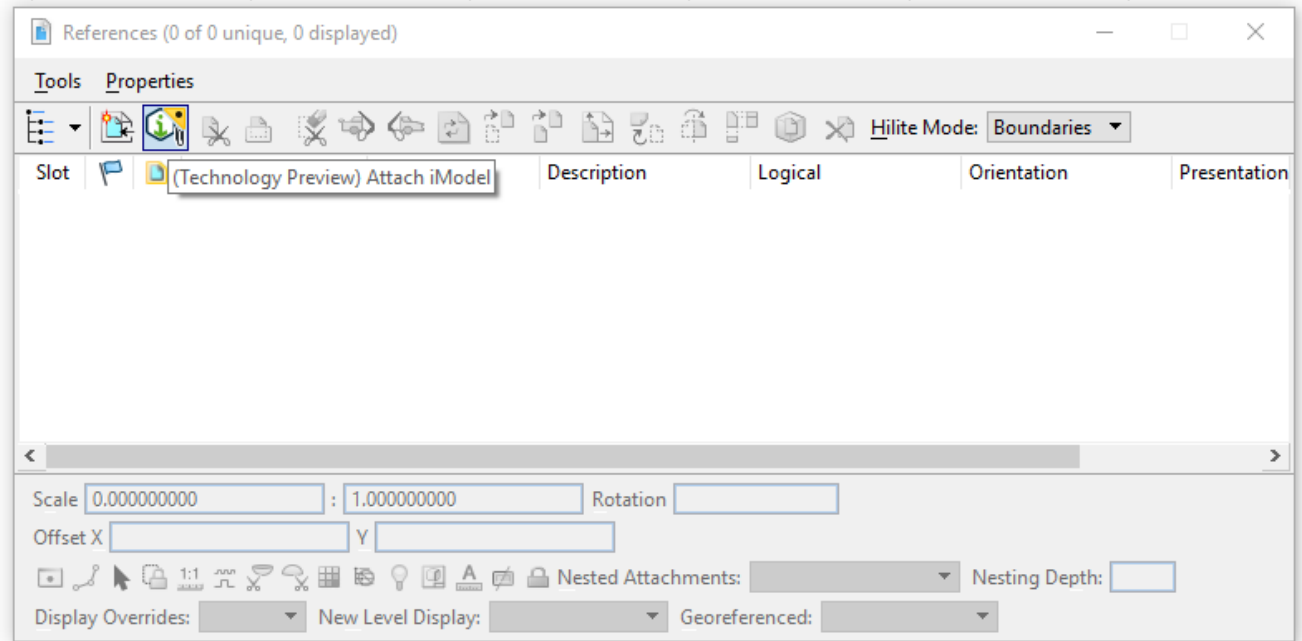 References (0 of 0 unique, 0 displayed)
Tools Properties
Hilite Mode: Boundaries
Slot Description Logical Orientation Presentation
(Technology Preview) Attach iModel
Scale 0.000000000 : 1.000000000 Rotation
Offset X Y
1:1 A Nested Attachments: Nesting Depth:
Display Overrides: New Level Display: Georeferenced: